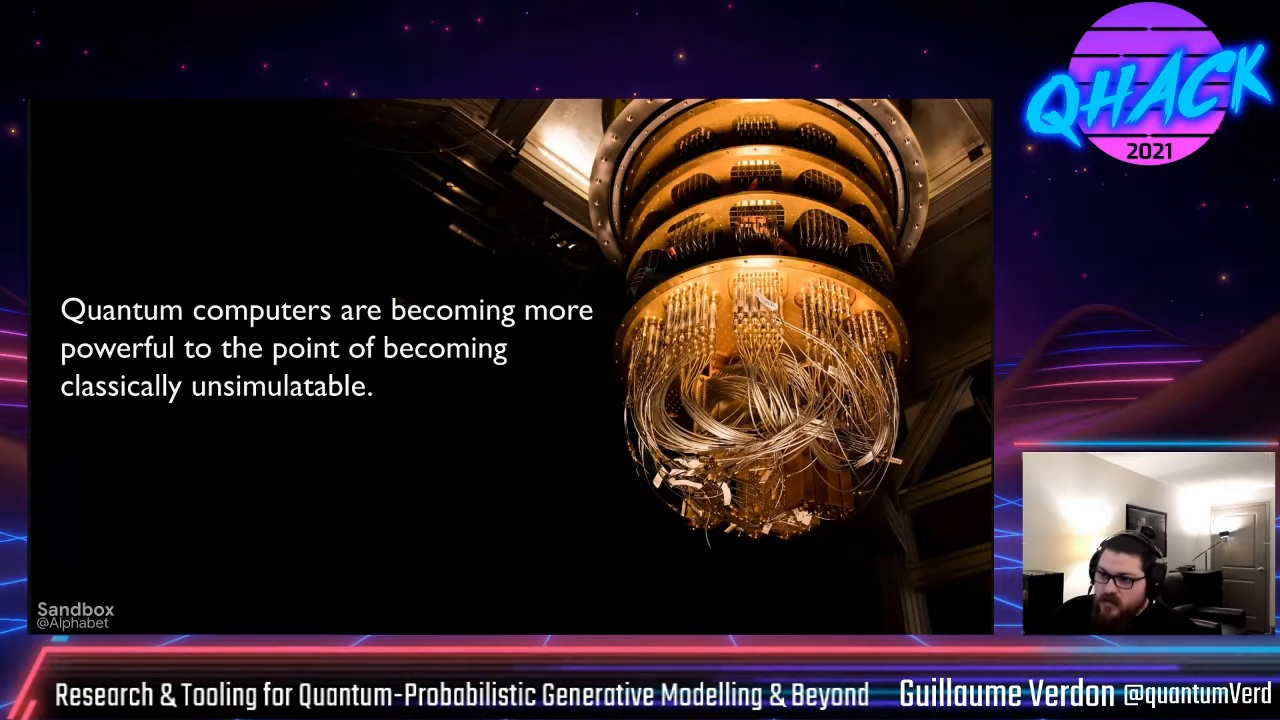 QHACK
2021
Quantum computers are becoming more
powerful to the point of becoming
classically unsimulatable.
Sandbox
@Alphabet
Research & Tooling for Quantum-Probabilistic Generative Modelling & Beyond
Guillaume Verdon @quantumVerd